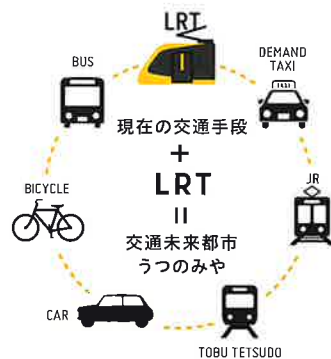 LRT
DEMAND
TAXI
TAXI
BUS
現在の交通手段
+
LRT
=
交通未来都市
うつのみや
BICYCLE
JR
CAR
TOBU TETSUDO